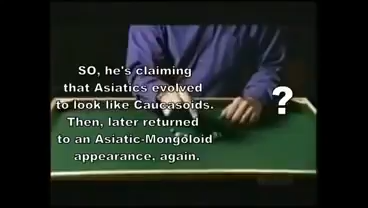 SO, he's claiming
that Asiatics evolved
to look like Caucasoids.
Then, later returned
to an Asiatic-Mongoloid
appearance. again.
?